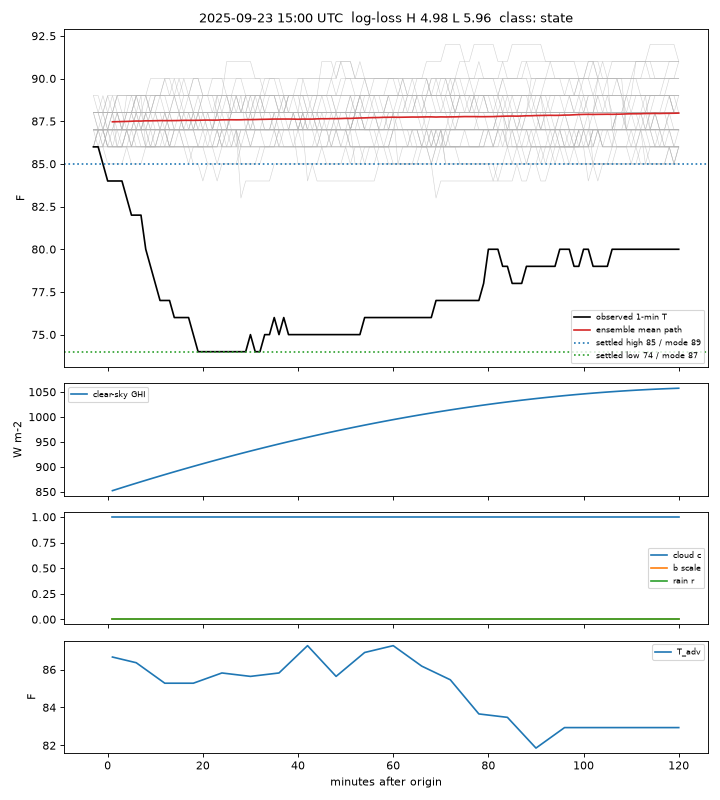 2025-09-23 15:00 UTC  log-loss H 4.98 L 5.96  class: state
92.5
90.0
87.5
85.0
82.5
80.0
77.5
75.0
F
observed 1-min T
ensemble mean path
settled high 85 / mode 89
settled low 74 / mode 87
1050
1000
950
900
850
W m-2
clear-sky GHI
1.00
0.75
0.50
0.25
0.00
cloud c
b scale
rain r
86
84
82
F
T_adv
0 20 40 60 80 100 120
minutes after origin